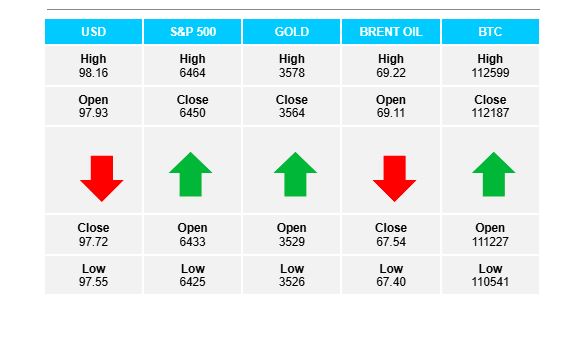 USD S&P 500 GOLD BRENT OIL BTC
High High High High High
98.16 6464 3578 69.22 112599
Open Close Close Open Close
97.93 6450 3564 69.11 112187
Close Open Open Close Open
97.72 6433 3529 67.54 111227
Low Low Low Low Low
97.55 6425 3526 67.40 110541